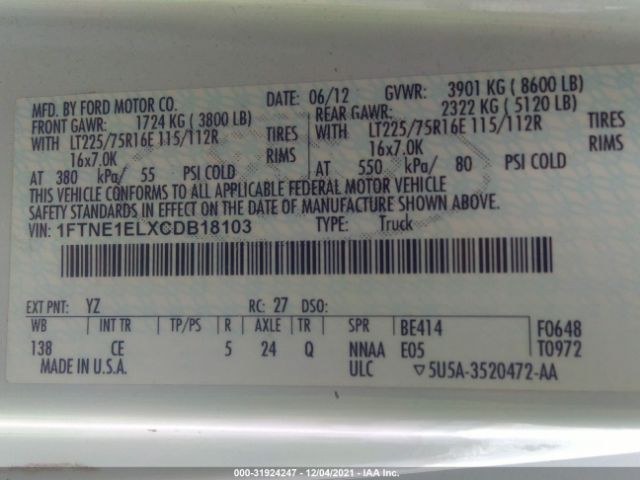 MFD. BY FORD MOTOR CO. DATE: 06/12 GVWR: 3901 KG ( 8600 LB)
FRONT GAWR: 1724 KG ( 3800 LB) REAR GAWR: 2322 KG ( 5120 LB)
WITH LT225/75R16E 115/112R TIRES WITH LT225/75R16E 115/112R TIRES
16x7.0K RIMS 16x7.0K RIMS
AT 380 kPa/ 55 PSI COLD AT 550 kPa/ 80 PSI COLD
THIS VEHICLE CONFORMS TO ALL APPLICABLE FEDERAL MOTOR VEHICLE
SAFETY STANDARDS IN EFFECT ON THE DATE OF MANUFACTURE SHOWN ABOVE.
VIN: 1FTNE1ELXCDB18103 TYPE: Truck
EXT PNT: YZ RC: 27 DSO:
WB INT TR TP/PS R AXLE TR SPR BE414 F0648
138 CE 5 24 Q NNAA E05 T0972
MADE IN U.S.A. ULC ▽5U5A-3520472-AA
000-31924247 - 12/04/2021 - IAA Inc.